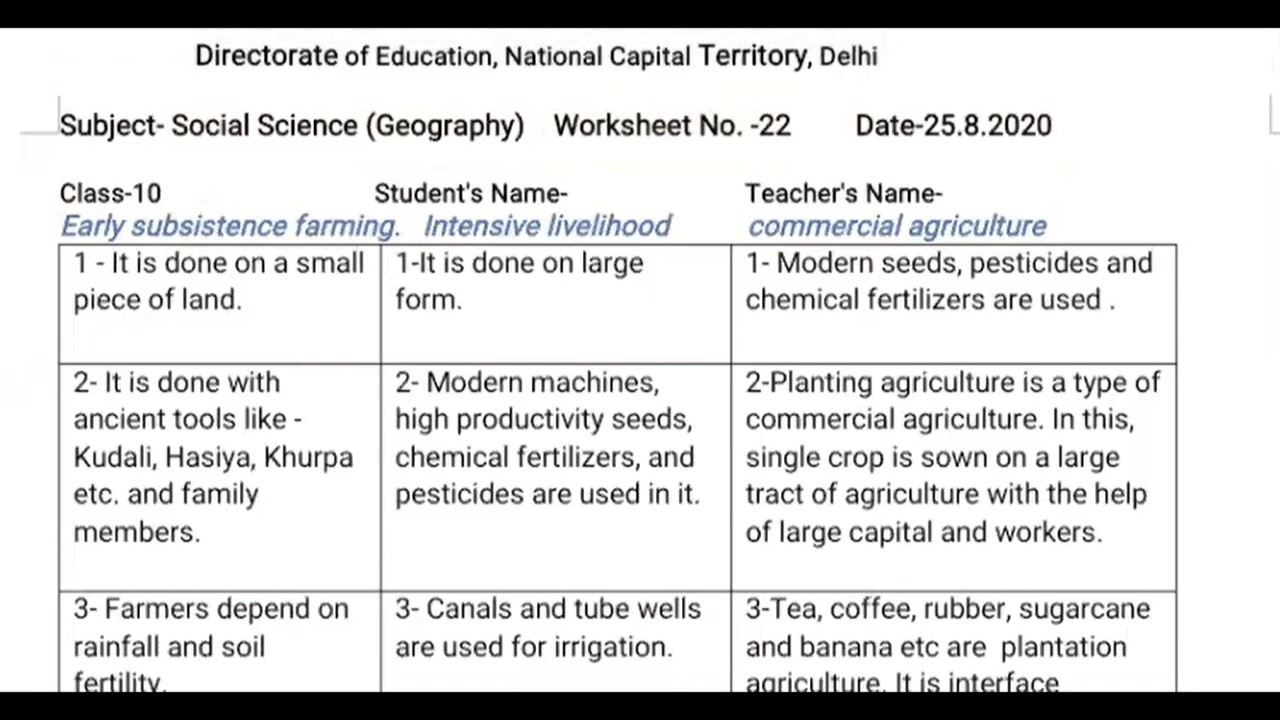 Directorate of Education, National Capital Territory, Delhi
Subject- Social Science (Geography) Worksheet No. -22 Date-25.8.2020
Class-10 Student's Name- Teacher's Name-
Early subsistence farming. Intensive livelihood commercial agriculture
1 - It is done on a small
piece of land.
1-It is done on large
form.
1- Modern seeds, pesticides and
chemical fertilizers are used .
2- It is done with
ancient tools like -
Kudali, Hasiya, Khurpa
etc. and family
members.
2- Modern machines,
high productivity seeds,
chemical fertilizers, and
pesticides are used in it.
2-Planting agriculture is a type of
commercial agriculture. In this,
single crop is sown on a large
tract of agriculture with the help
of large capital and workers.
3- Farmers depend on
rainfall and soil
fertility.
3- Canals and tube wells
are used for irrigation.
3-Tea, coffee, rubber, sugarcane
and banana etc are plantation
agriculture. It is interface